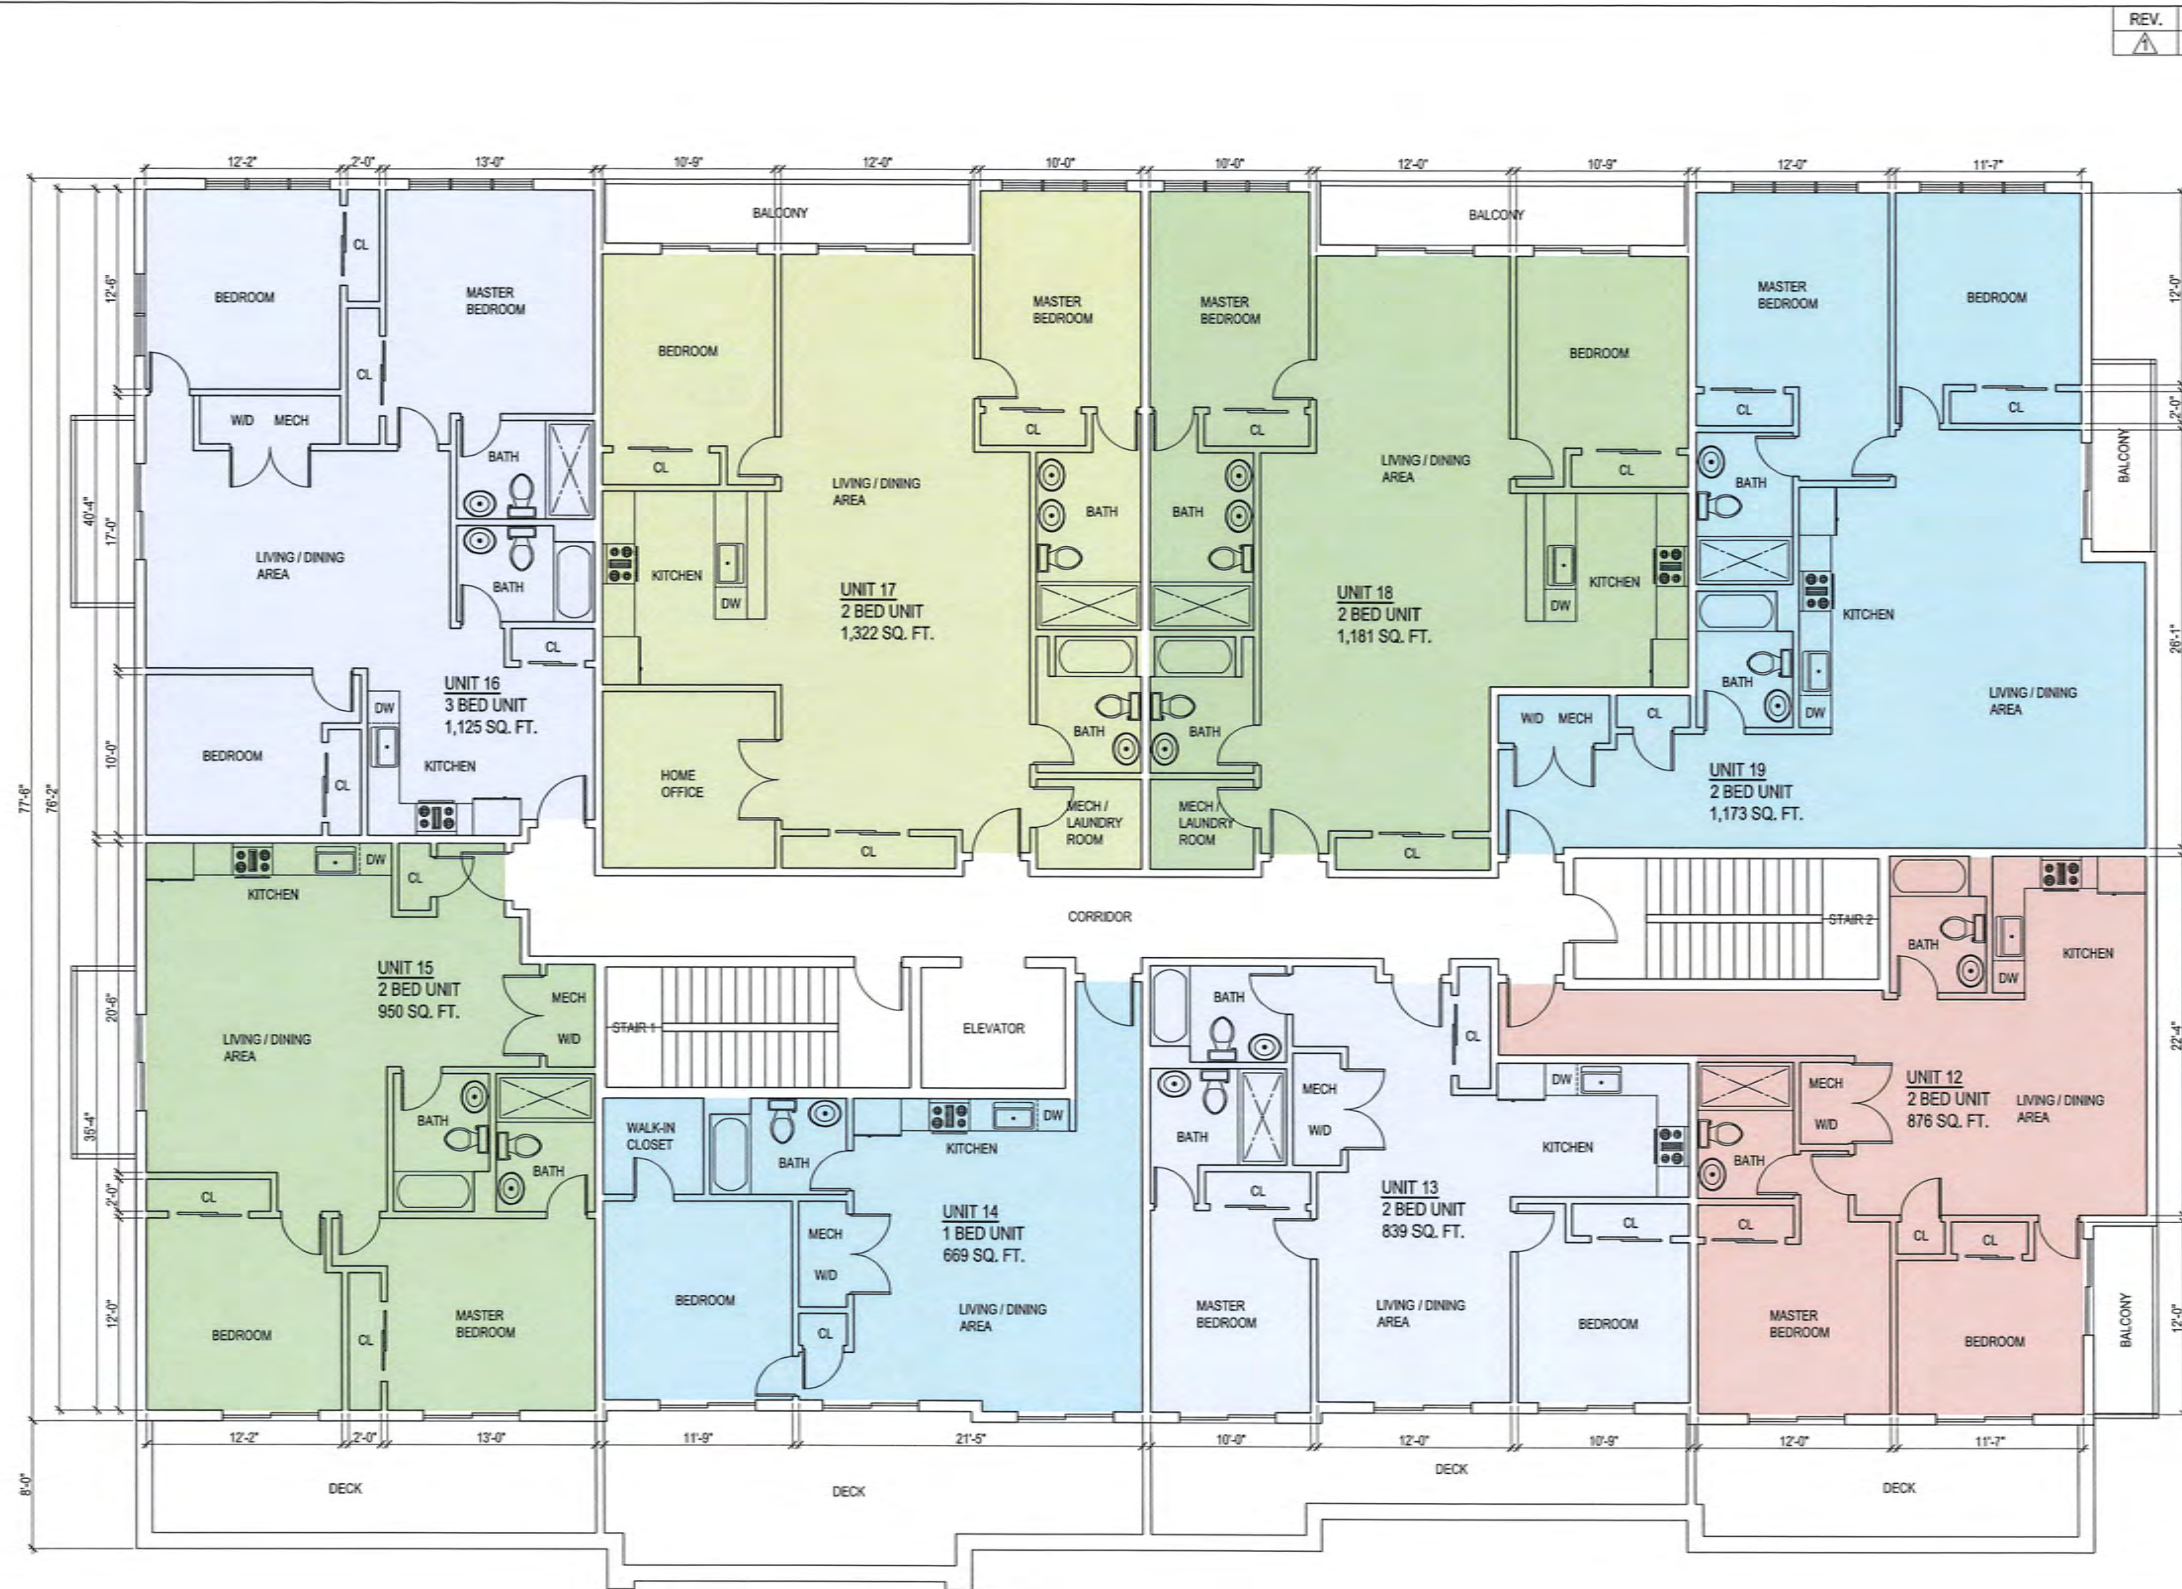 REV.
1
12'-2"
2'-0"
13'-0"
10'-9"
12'-0"
10'-0"
10'-0"
12'-0"
10'-9"
12'-0"
11'-7"
BALCONY
BALCONY
BEDROOM
CL
CL
MASTER
BEDROOM
W/D
MECH
BATH
BATH
CL
LIVING / DINING
AREA
UNIT 16
3 BED UNIT
1,125 SQ. FT.
BEDROOM
CL
DW
KITCHEN
BEDROOM
CL
MASTER
BEDROOM
CL
LIVING / DINING
AREA
KITCHEN
DW
BATH
UNIT 17
2 BED UNIT
1,322 SQ. FT.
BATH
HOME
OFFICE
MECH /
LAUNDRY
ROOM
CL
MASTER
BEDROOM
CL
BEDROOM
CL
LIVING / DINING
AREA
BATH
KITCHEN
DW
UNIT 18
2 BED UNIT
1,181 SQ. FT.
BATH
MECH /
LAUNDRY
ROOM
CL
MASTER
BEDROOM
CL
BEDROOM
CL
BALCONY
BATH
KITCHEN
BATH
DW
LIVING / DINING
AREA
W/D
MECH
CL
UNIT 19
2 BED UNIT
1,173 SQ. FT.
12'-6"
17'-0"
40'-4"
10'-0"
77'-6"
76'-2"
20'-6"
35'-4"
2'-0"
12'-0"
8'-0"
12'-0"
2'-0"
26'-1"
22'-4"
12'-0"
CORRIDOR
STAIR 1
ELEVATOR
STAIR 2
KITCHEN
DW
CL
UNIT 15
2 BED UNIT
950 SQ. FT.
MECH
W/D
LIVING / DINING
AREA
BATH
BATH
CL
BEDROOM
CL
MASTER
BEDROOM
WALK-IN
CLOSET
BATH
KITCHEN
DW
UNIT 14
1 BED UNIT
669 SQ. FT.
MECH
W/D
BEDROOM
CL
LIVING / DINING
AREA
BATH
CL
MECH
W/D
BATH
DW
KITCHEN
CL
UNIT 13
2 BED UNIT
839 SQ. FT.
CL
MASTER
BEDROOM
LIVING / DINING
AREA
BEDROOM
BATH
KITCHEN
DW
MECH
W/D
UNIT 12
2 BED UNIT
876 SQ. FT.
LIVING / DINING
AREA
BATH
CL
CL
CL
MASTER
BEDROOM
BEDROOM
BALCONY
12'-2"
2'-0"
13'-0"
11'-9"
21'-5"
10'-0"
12'-0"
10'-9"
12'-0"
11'-7"
DECK
DECK
DECK
DECK